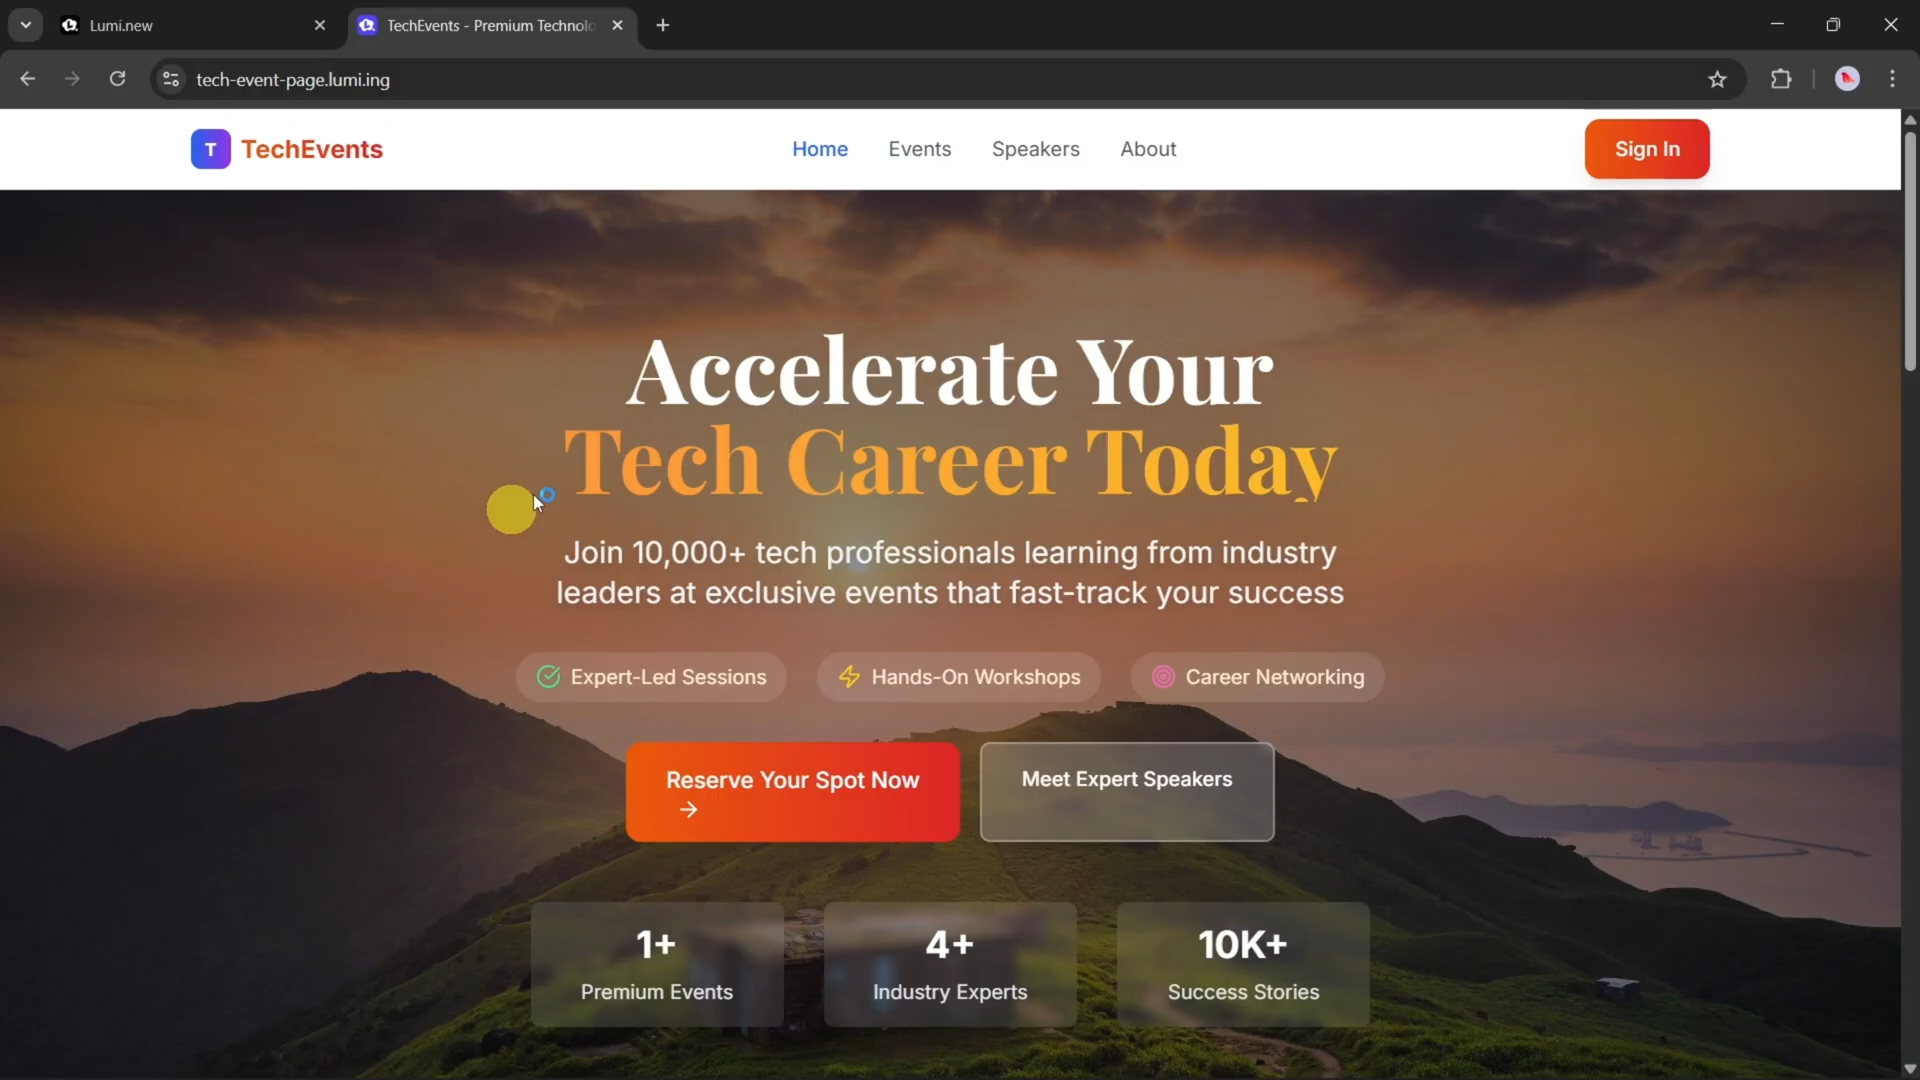 Lumi.new
TechEvents - Premium Technolo
tech-event-page.lumi.ing
T
TechEvents
Home
Events
Speakers
About
Sign In
Accelerate Your
Tech Career Today
Join 10,000+ tech professionals learning from industry
leaders at exclusive events that fast-track your success
Expert-Led Sessions
Hands-On Workshops
Career Networking
Reserve Your Spot Now
→
Meet Expert Speakers
1+
Premium Events
4+
Industry Experts
10K+
Success Stories